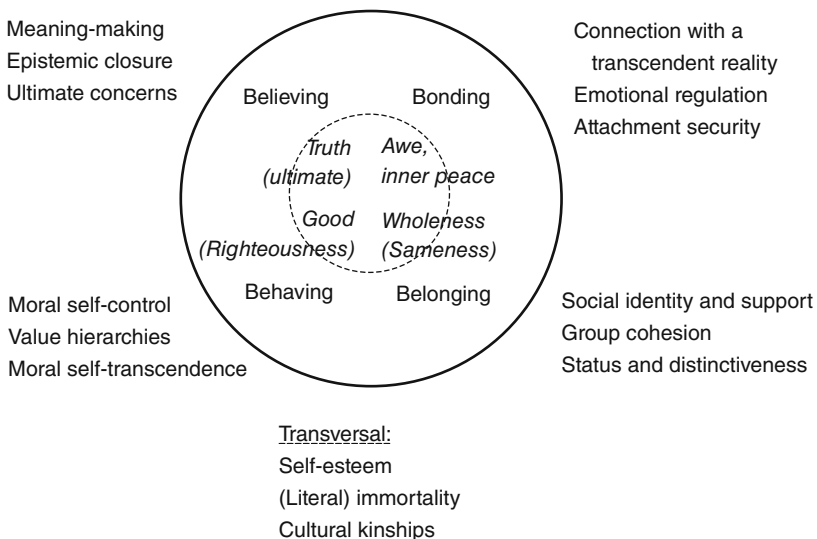 Meaning-making
Epistemic closure
Ultimate concerns
Connection with a
transcendent reality
Emotional regulation
Attachment security
Believing
Bonding
Truth
(ultimate)
Awe,
inner peace
Good
(Righteousness)
Wholeness
(Sameness)
Behaving
Belonging
Moral self-control
Value hierarchies
Moral self-transcendence
Social identity and support
Group cohesion
Status and distinctiveness
Transversal:
Self-esteem
(Literal) immortality
Cultural kinships